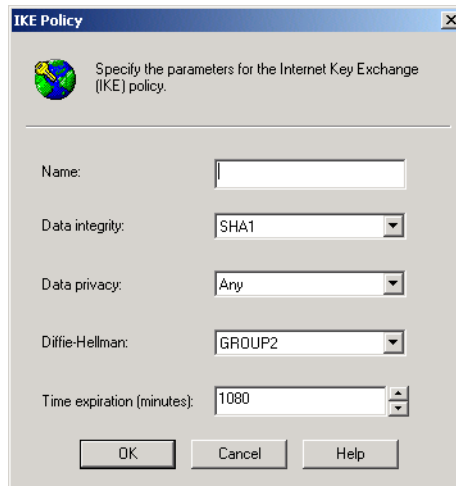 IKE Policy
Specify the parameters for the Internet Key Exchange
(IKE) policy.
Name:
Data integrity:
SHA1
Data privacy:
Any
Diffie-Hellman:
GROUP2
Time expiration (minutes):
1080
OK
Cancel
Help